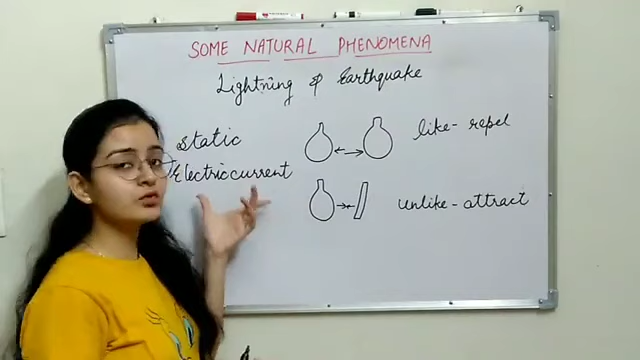 SOME NATURAL PHENOMENA
Lightning & Earthquake
static
Electric current
like - repel
unlike - attract